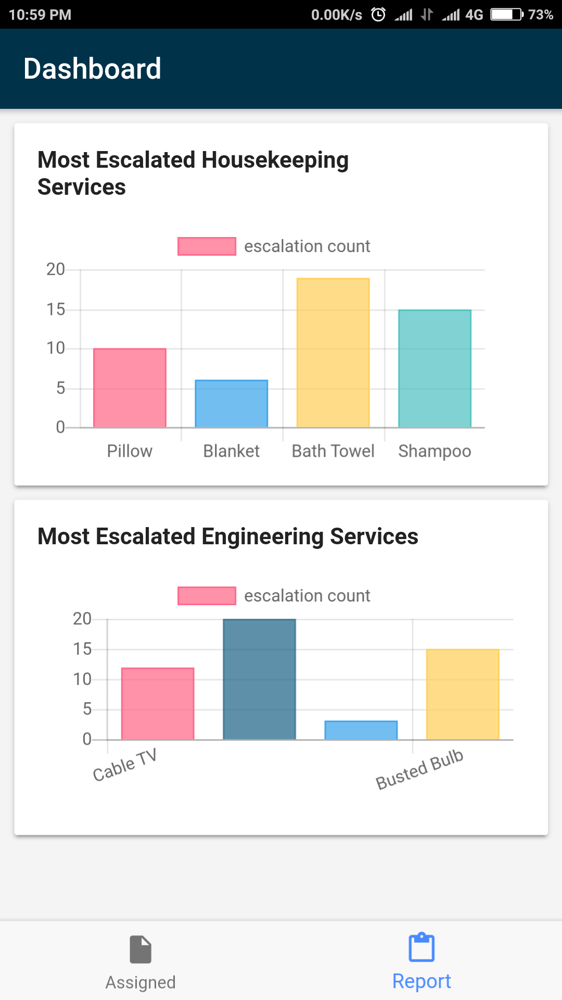 10:59 PM 0.00K/s 4G 73%
Dashboard
Most Escalated Housekeeping
Services
escalation count
20
15
10
5
0
Pillow Blanket Bath Towel Shampoo
Most Escalated Engineering Services
escalation count
20
15
10
5
0
Cable TV Busted Bulb
Assigned Report